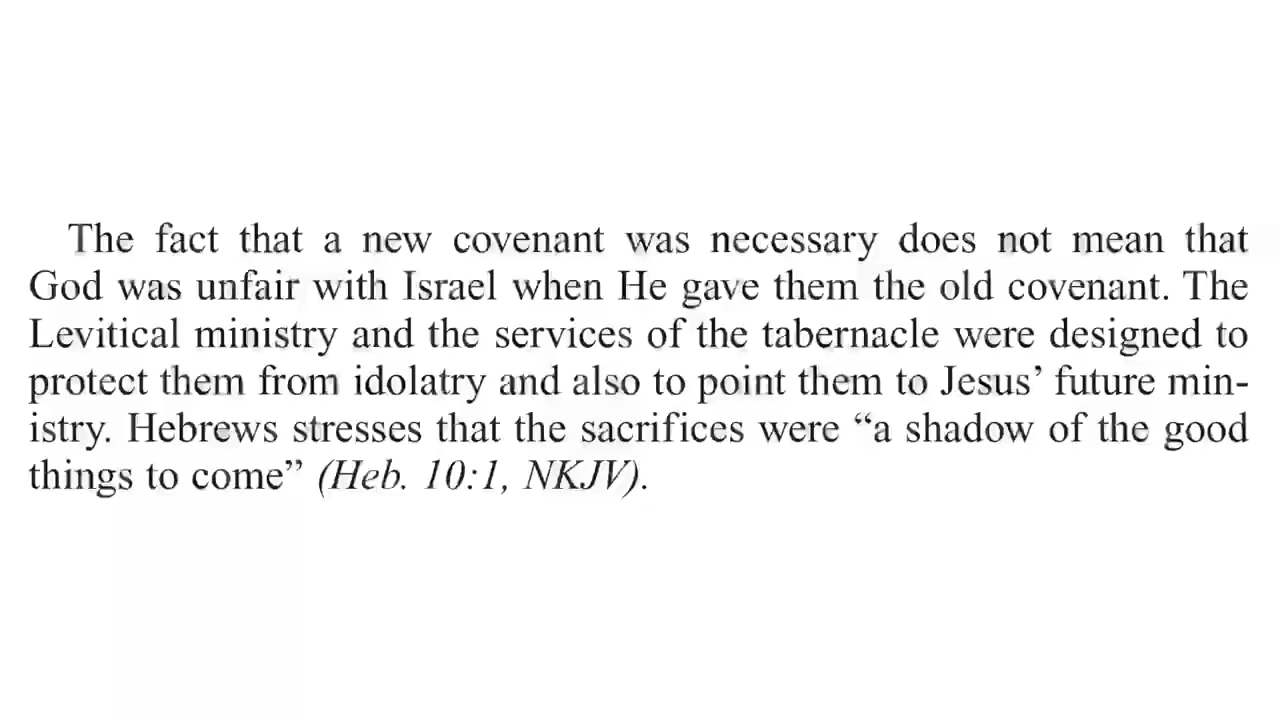 The fact that a new covenant was necessary does not mean that
God was unfair with Israel when He gave them the old covenant. The
Levitical ministry and the services of the tabernacle were designed to
protect them from idolatry and also to point them to Jesus’ future min-
istry. Hebrews stresses that the sacrifices were “a shadow of the good
things to come” (Heb. 10:1, NKJV).